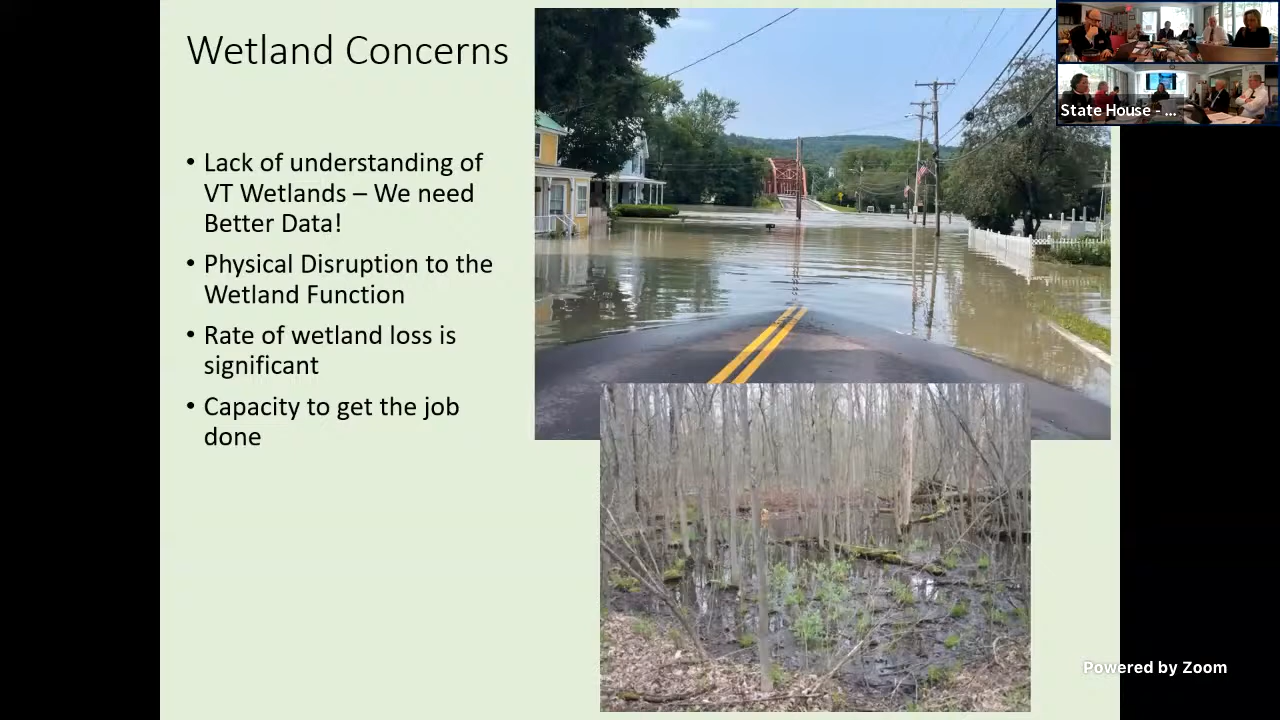 Wetland Concerns
• Lack of understanding of
VT Wetlands – We need
Better Data!
• Physical Disruption to the
Wetland Function
• Rate of wetland loss is
significant
• Capacity to get the job
done
State House - ...
Powered by Zoom